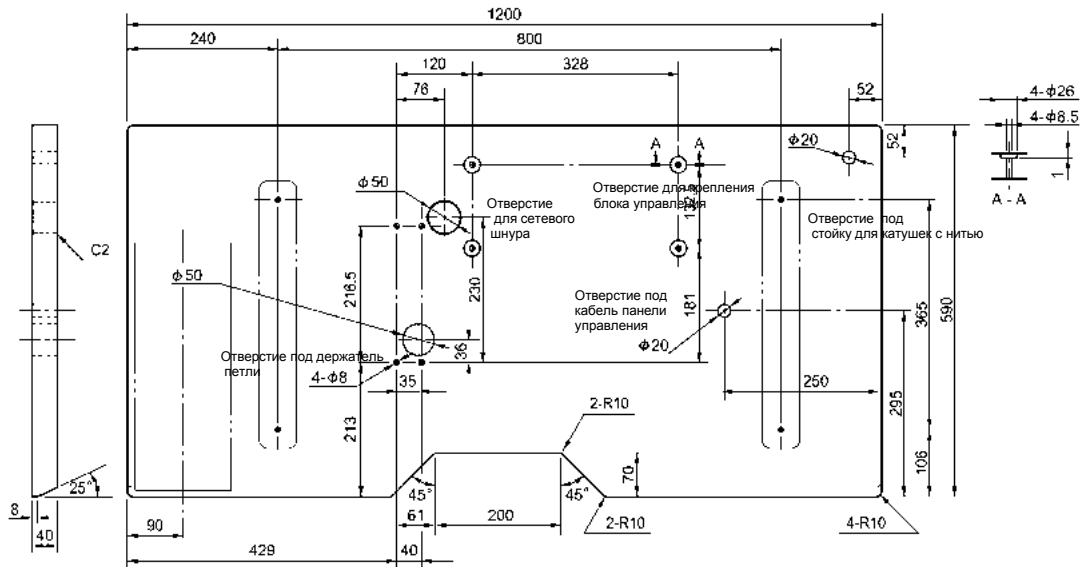 1200
240
800
120
328
76
52
4-ϕ26
4-ϕ8.5
52
ϕ20
A
A
1
A - A
ϕ50
Отверстие
для сетевого
шнура
Отверстие для крепления
блока управления
Отверстие под
стойку для катушек с нитью
C2
ϕ50
216.5
230
Отверстие под
кабель панели
управления
181
365
590
ϕ20
Отверстие под держатель
петли
36
4-ϕ8
35
250
295
213
2-R10
70
106
25°
45°
45°
8
40
61
200
2-R10
4-R10
90
429
40